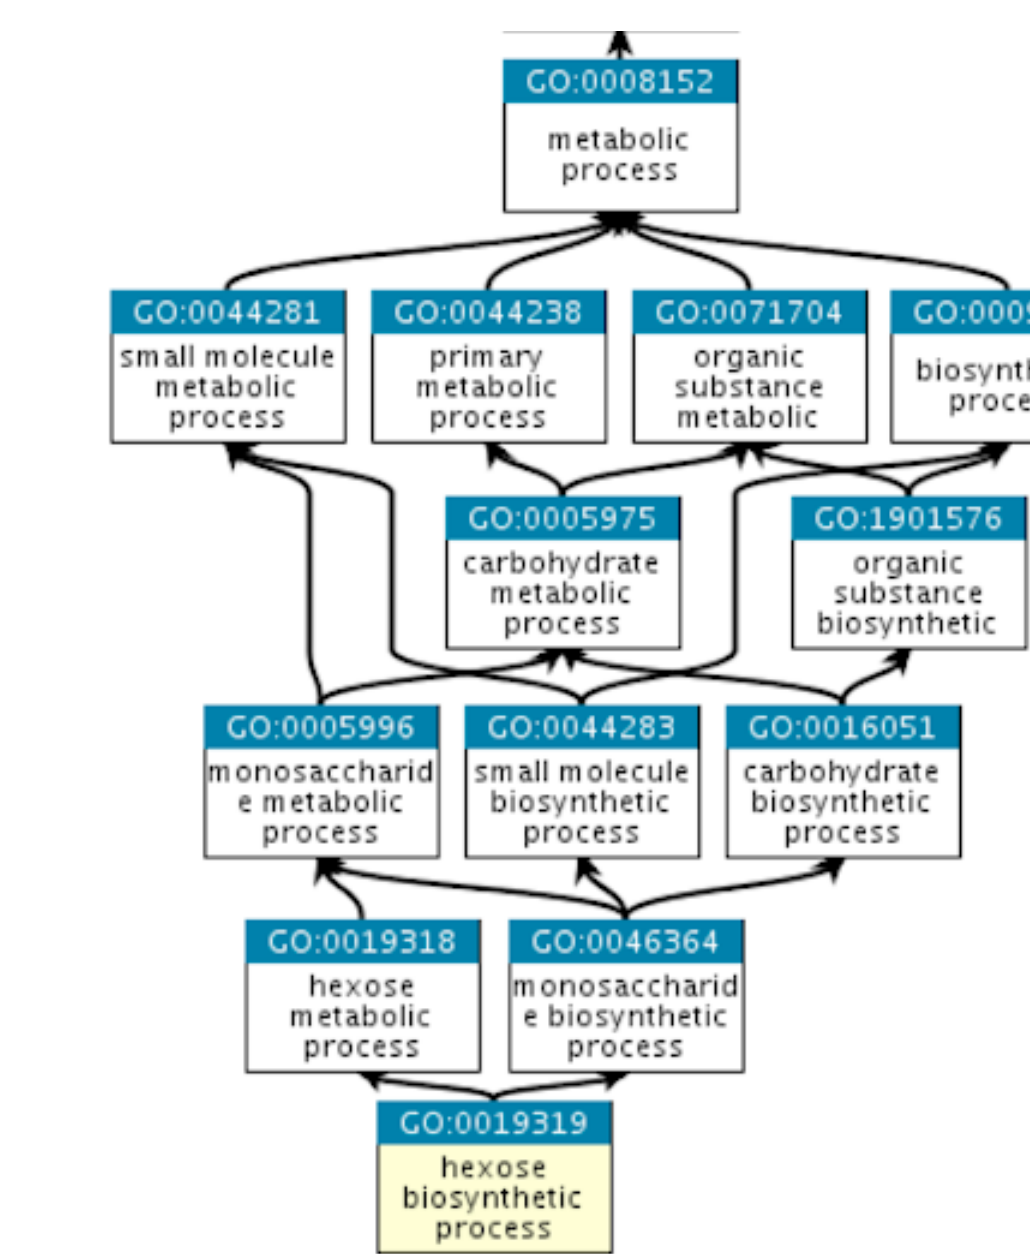 GO:0008152
metabolic
process
GO:0044281
small molecule
metabolic
process
GO:0044238
primary
metabolic
process
GO:0071704
organic
substance
metabolic
GO:0005975
carbohydrate
metabolic
process
GO:1901576
organic
substance
biosynthetic
GO:0005996
monosaccharid
e metabolic
process
GO:0044283
small molecule
biosynthetic
process
GO:0016051
carbohydrate
biosynthetic
process
GO:0019318
hexose
metabolic
process
GO:0046364
monosaccharid
e biosynthetic
process
GO:0019319
hexose
biosynthetic
process